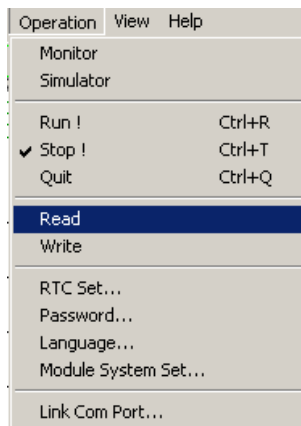 Operation View Help
Monitor
Simulator
Run ! Ctrl+R
Stop ! Ctrl+T
Quit Ctrl+Q
Read
Write
RTC Set...
Password...
Language...
Module System Set...
Link Com Port...